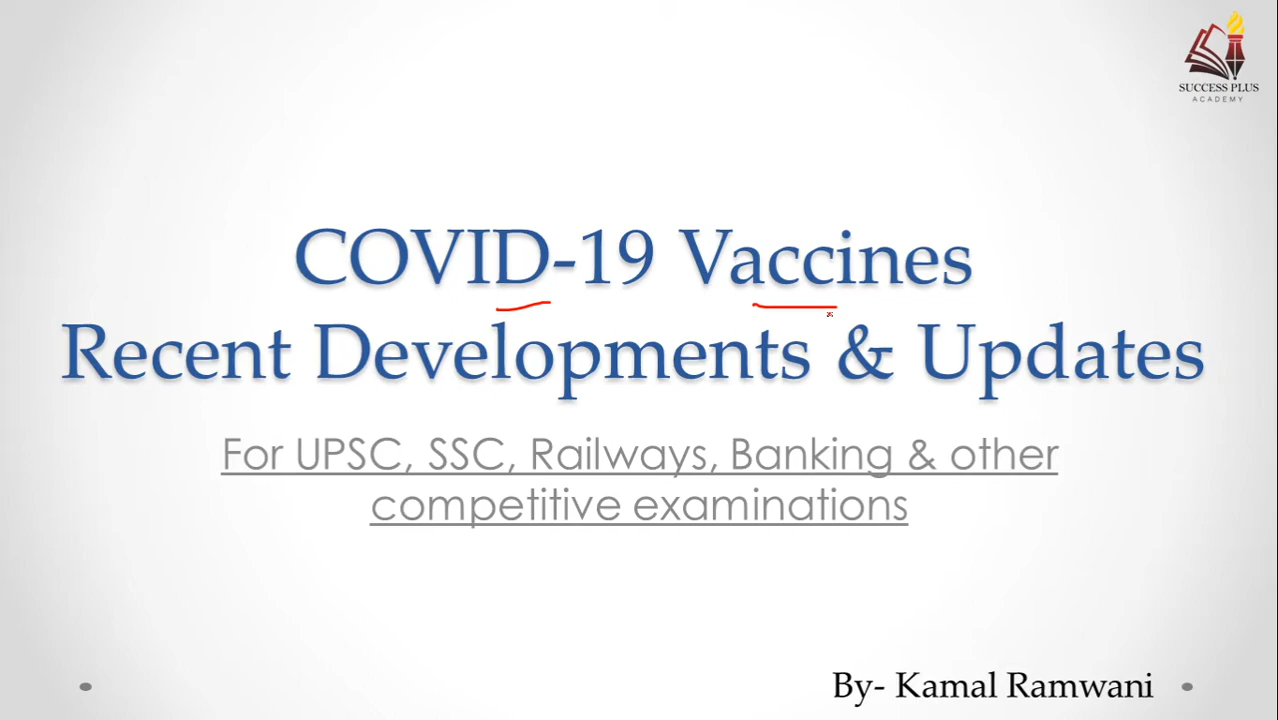 SUCCESS PLUS
ACADEMY
COVID-19 Vaccines
Recent Developments & Updates
For UPSC, SSC, Railways, Banking & other
competitive examinations
By- Kamal Ramwani